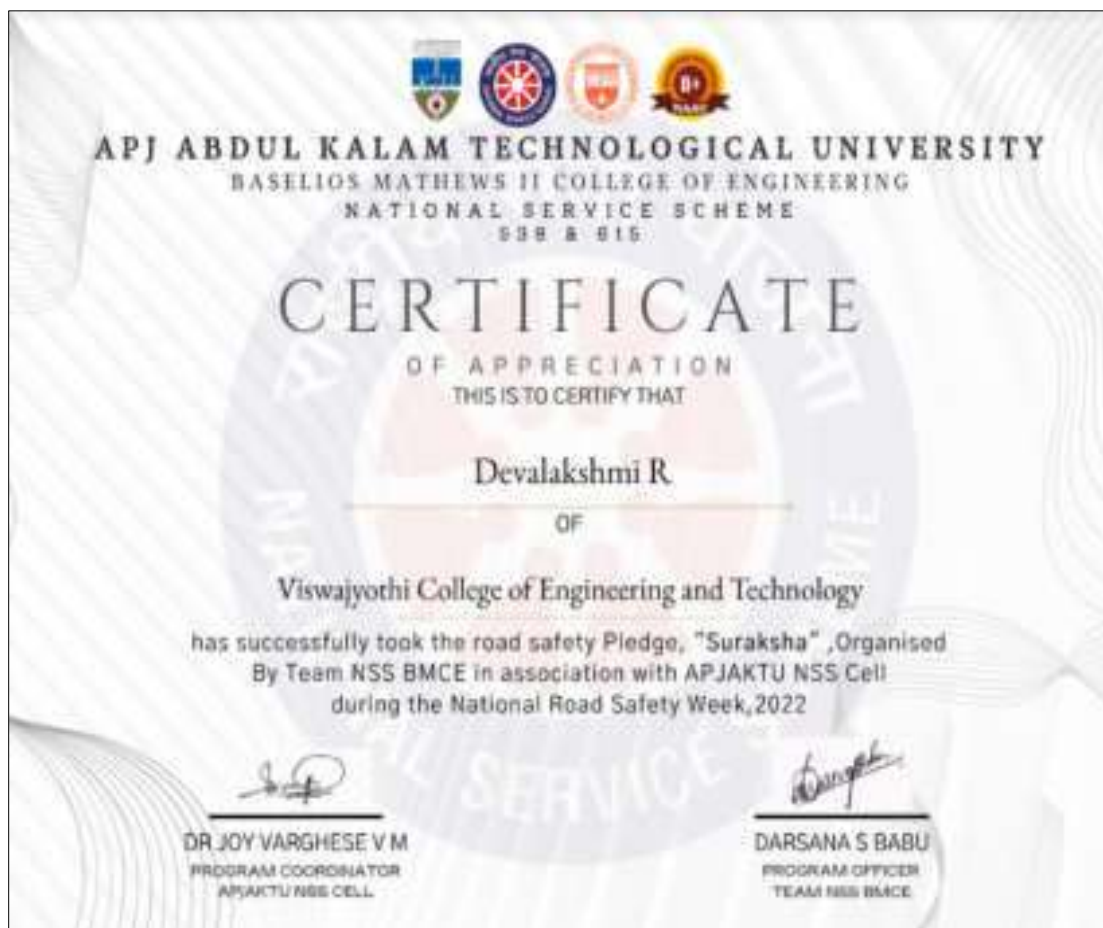 B+
APJ ABDUL KALAM TECHNOLOGICAL UNIVERSITY
BASELIOS MATHEWS II COLLEGE OF ENGINEERING
NATIONAL SERVICE SCHEME
538 & 615
CERTIFICATE
OF APPRECIATION
THIS IS TO CERTIFY THAT
Devalakshmi R
OF
Viswajyothi College of Engineering and Technology
has successfully took the road safety Pledge, "Suraksha" ,Organised
By Team NSS BMCE in association with APJAKTU NSS Cell
during the National Road Safety Week,2022
DR JOY VARGHESE V M
PROGRAM COORDINATOR
APJAKTU NSS CELL
DARSANA S BABU
PROGRAM OFFICER
TEAM NSS BMCE